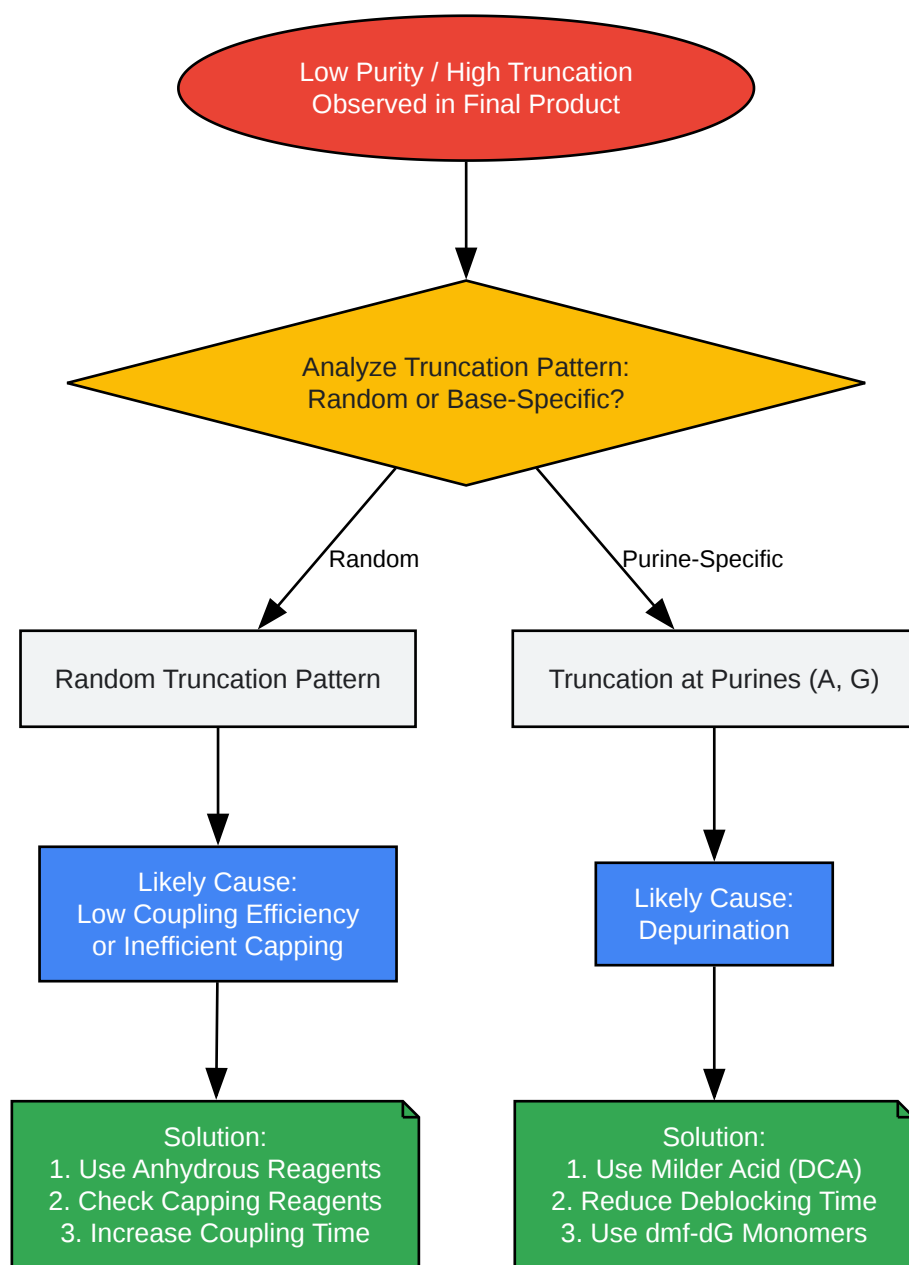 Low Purity / High Truncation
Observed in Final Product
Analyze Truncation Pattern:
Random or Base-Specific?
Random
Purine-Specific
Random Truncation Pattern
Truncation at Purines (A, G)
Likely Cause:
Low Coupling Efficiency
or Inefficient Capping
Likely Cause:
Depurination
Solution:
1. Use Anhydrous Reagents
2. Check Capping Reagents
3. Increase Coupling Time
Solution:
1. Use Milder Acid (DCA)
2. Reduce Deblocking Time
3. Use dmf-dG Monomers